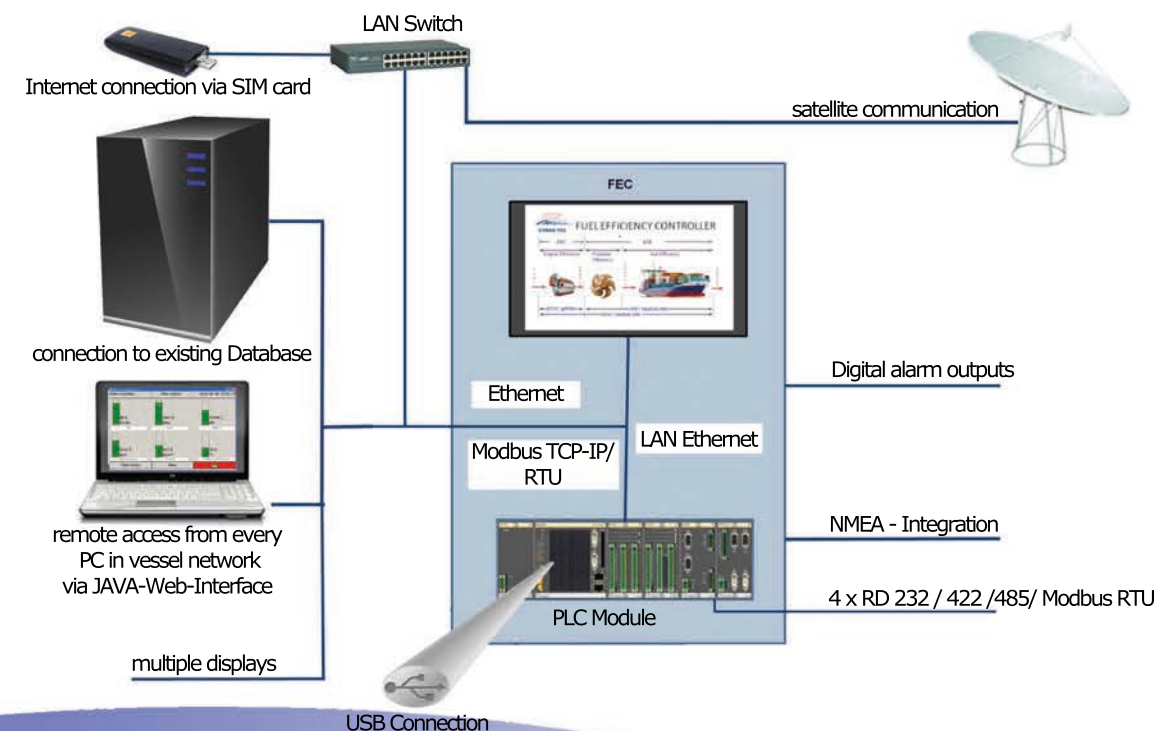 LAN Switch
Internet connection via SIM card
satellite communication
FEC
FUEL EFFICIENCY CONTROLLER
connection to existing Database
Digital alarm outputs
Ethernet
LAN Ethernet
Modbus TCP-IP/
RTU
NMEA - Integration
remote access from every
PC in vessel network
via JAVA-Web-Interface
4 x RD 232 / 422 /485/ Modbus RTU
PLC Module
multiple displays
USB Connection